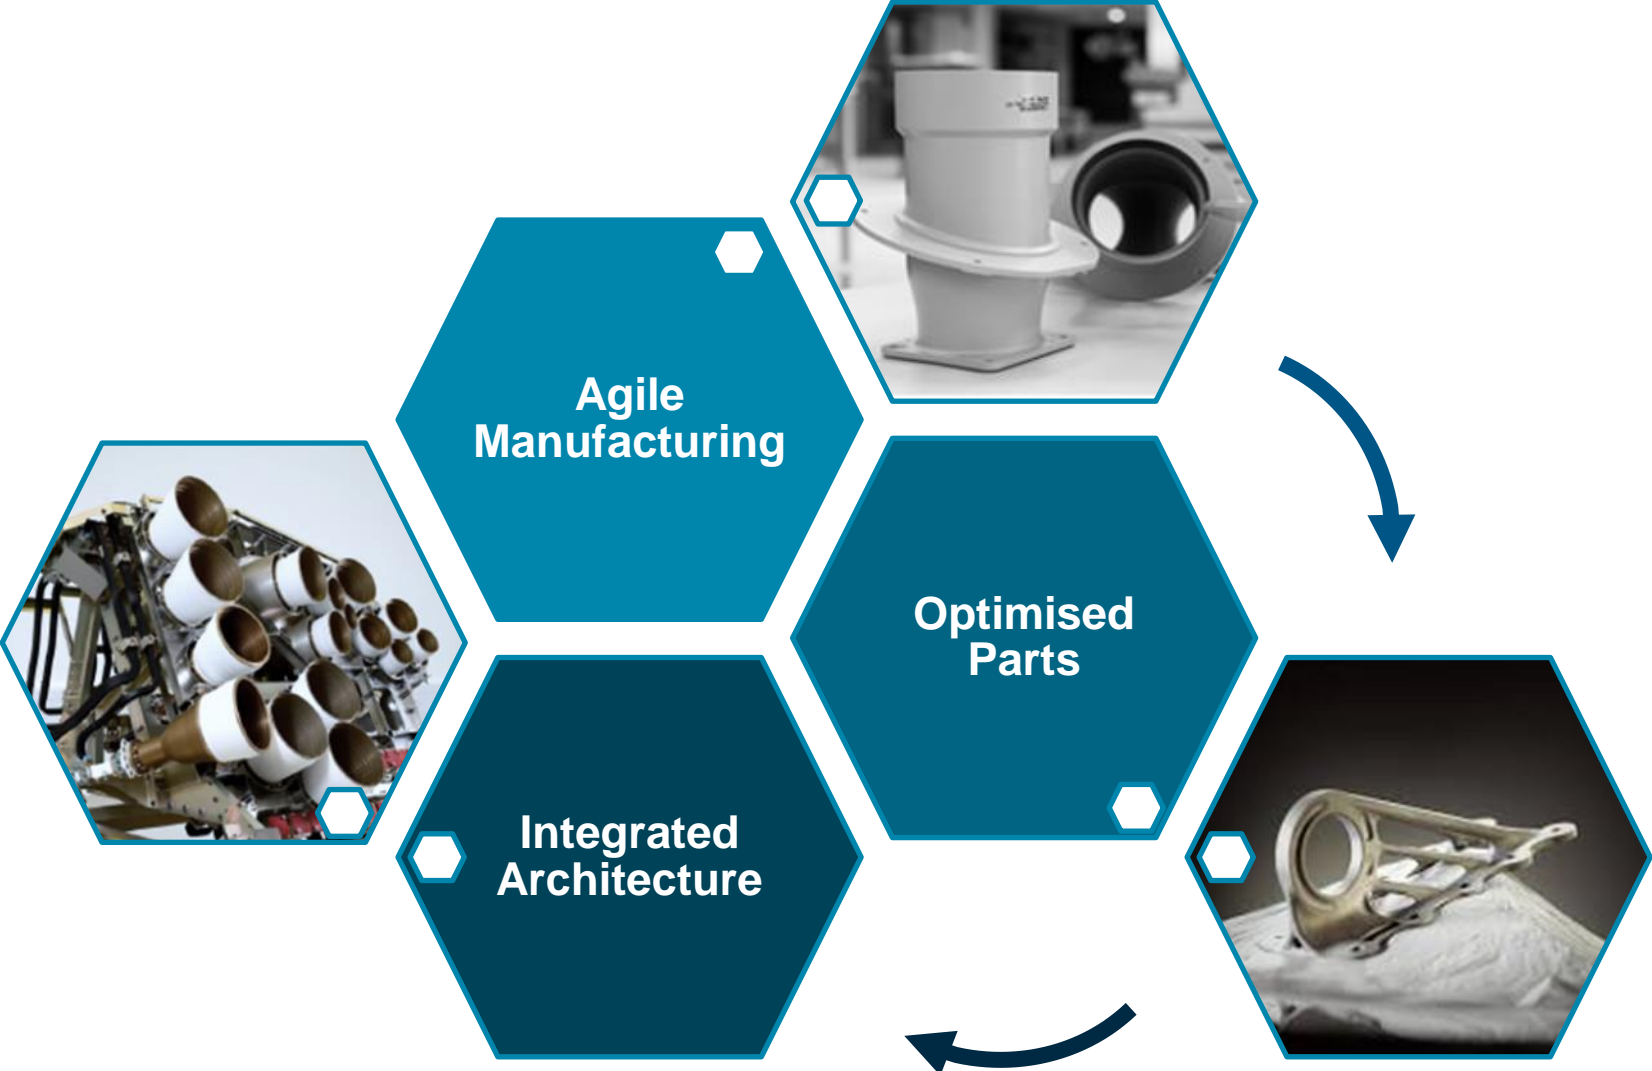 Agile
Manufacturing
Optimised
Parts
Integrated
Architecture